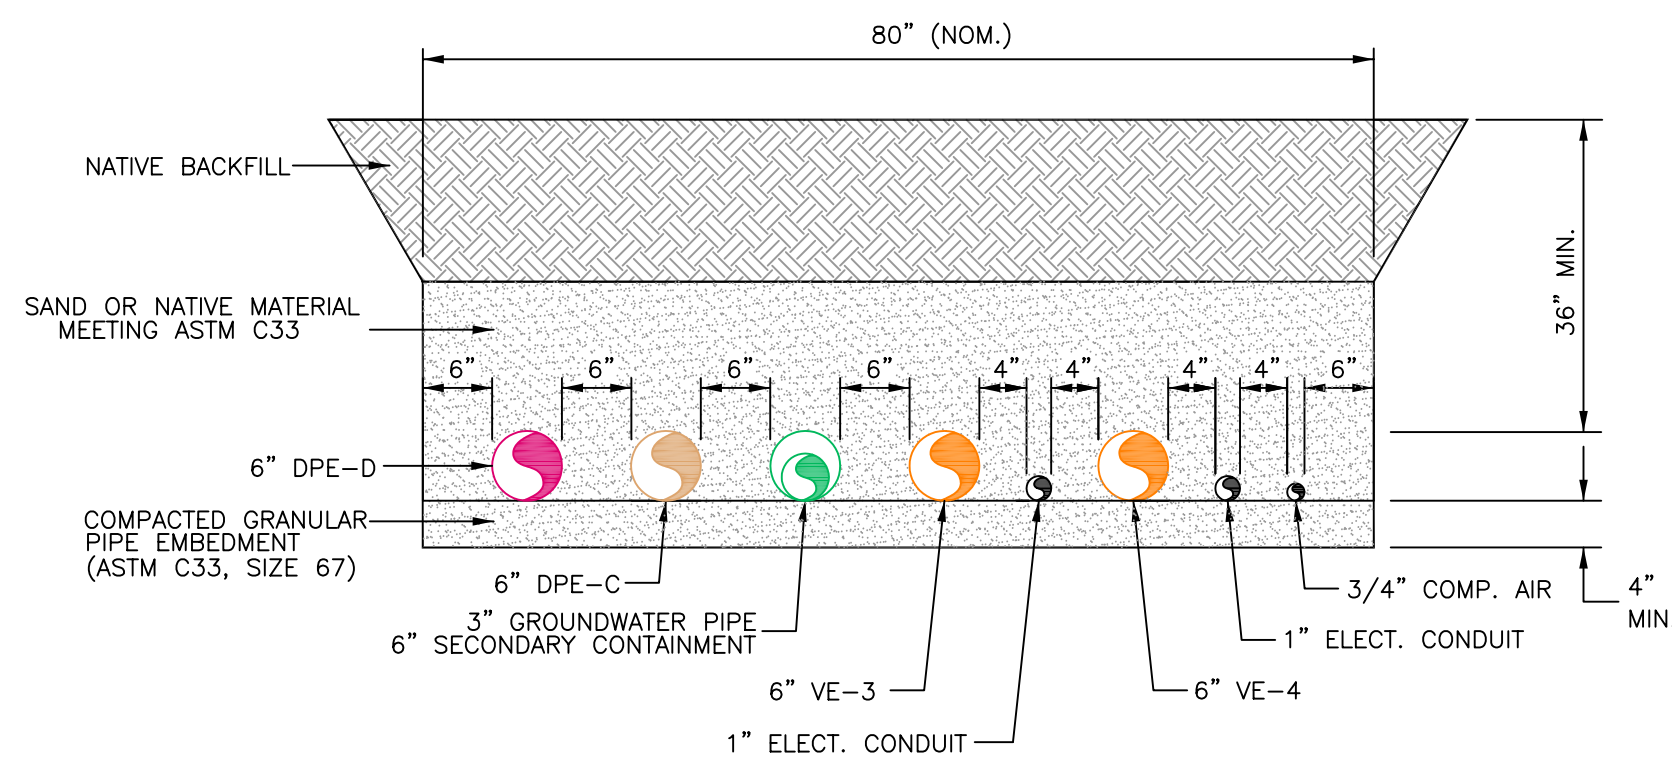 80” (NOM.)
NATIVE BACKFILL
36” MIN.
SAND OR NATIVE MATERIAL
MEETING ASTM C33
6” 6” 6” 6” 4” 4” 4” 4” 6”
6” DPE-D
COMPACTED GRANULAR
PIPE EMBEDMENT
(ASTM C33, SIZE 67)
6” DPE-C
3” GROUNDWATER PIPE
6” SECONDARY CONTAINMENT
6” VE-3
1” ELECT. CONDUIT
6” VE-4
1” ELECT. CONDUIT
3/4” COMP. AIR
4”
MIN